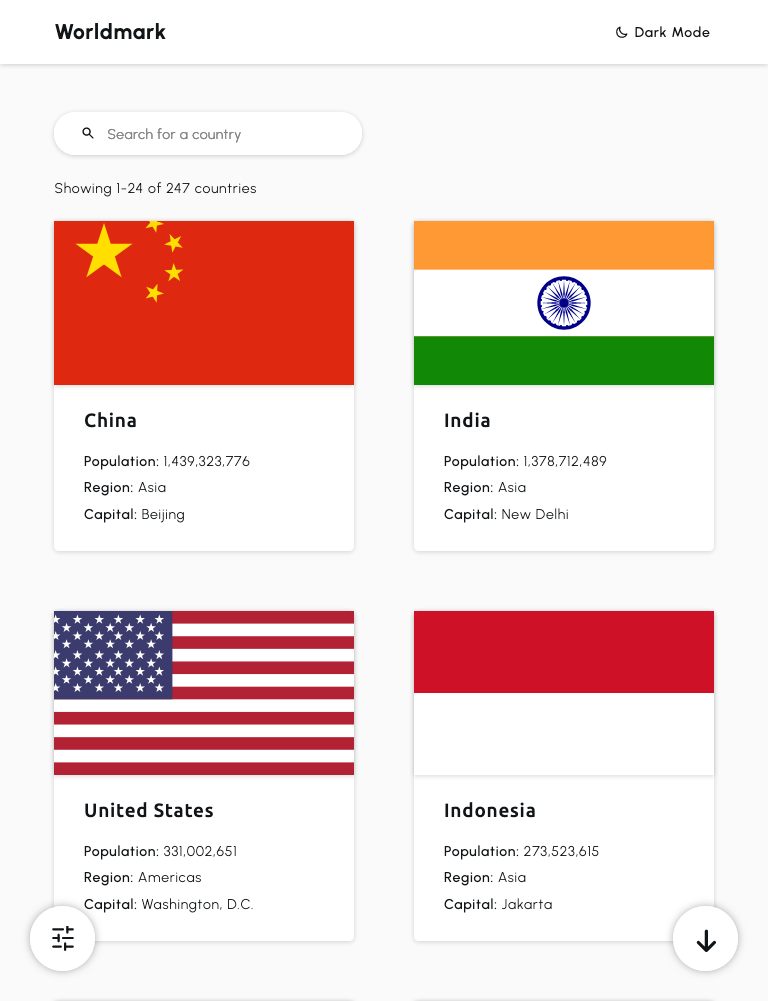 Worldmark
Dark Mode
Search for a country
Showing 1-24 of 247 countries
China
Population: 1,439,323,776
Region: Asia
Capital: Beijing
India
Population: 1,378,712,489
Region: Asia
Capital: New Delhi
United States
Population: 331,002,651
Region: Americas
Capital: Washington, D.C.
Indonesia
Population: 273,523,615
Region: Asia
Capital: Jakarta